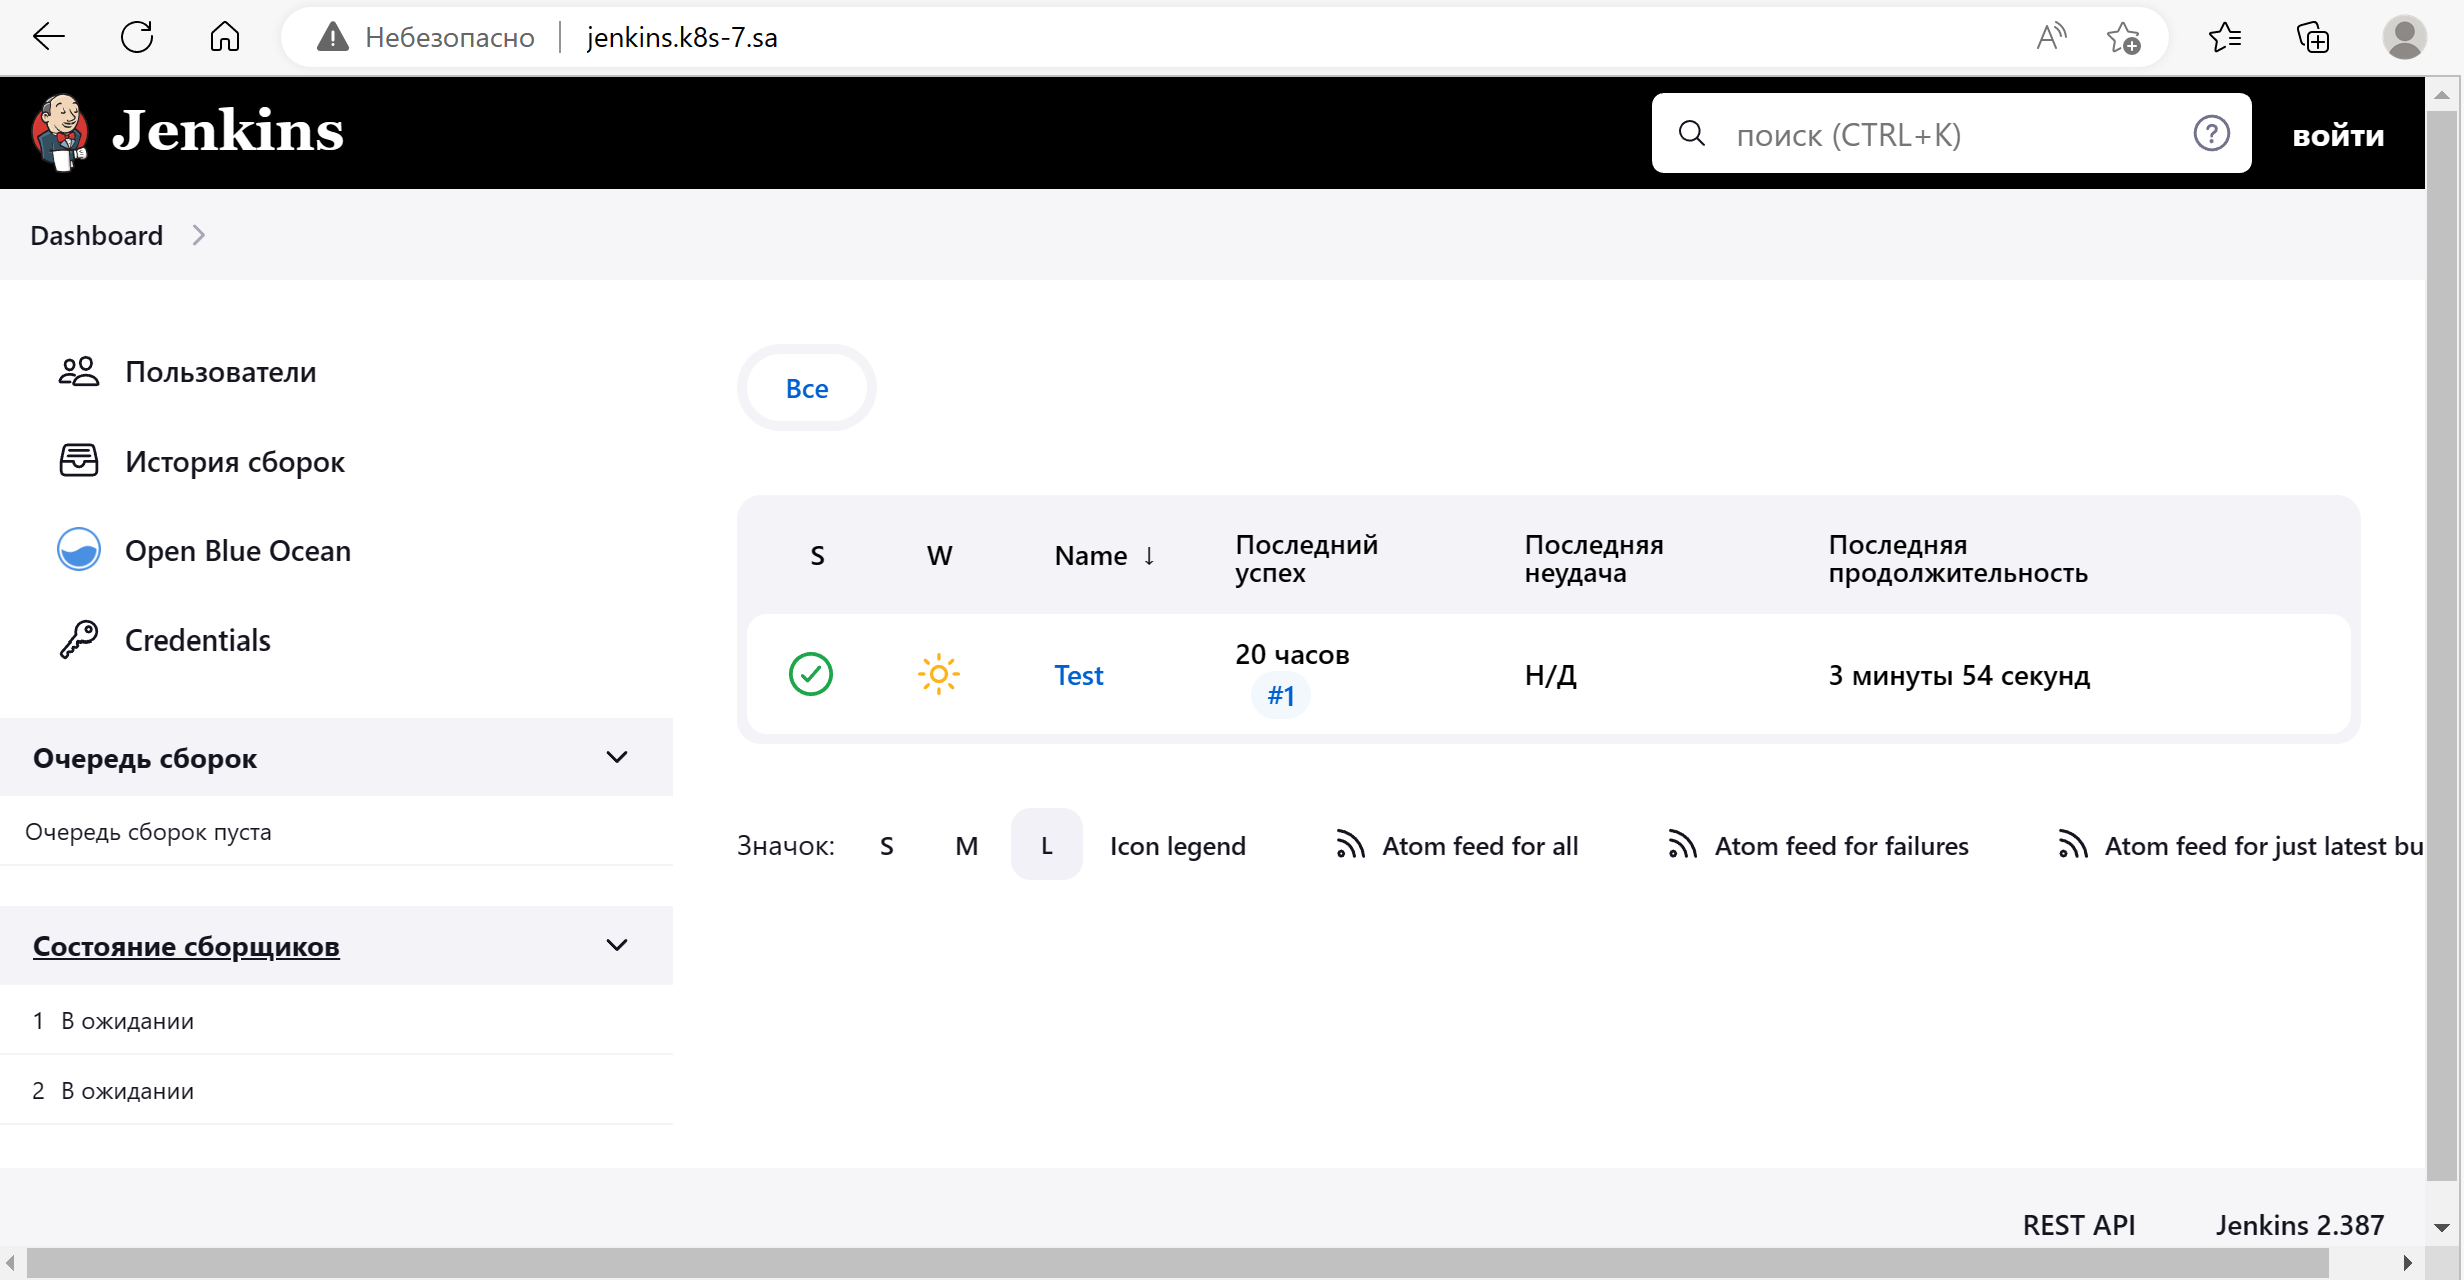 Небезопасно
jenkins.k8s-7.sa
Jenkins
поиск (CTRL+K)
войти
Dashboard
Пользователи
История сборок
Open Blue Ocean
Credentials
Очередь сборок
Очередь сборок пуста
Состояние сборщиков
1 В ожидании
2 В ожидании
Все
S W Name ↓ Последний успех Последняя неудача Последняя продолжительность
Test 20 часов #1 Н/Д 3 минуты 54 секунд
Значок: S M L Icon legend Atom feed for all Atom feed for failures Atom feed for just latest bu
REST API Jenkins 2.387